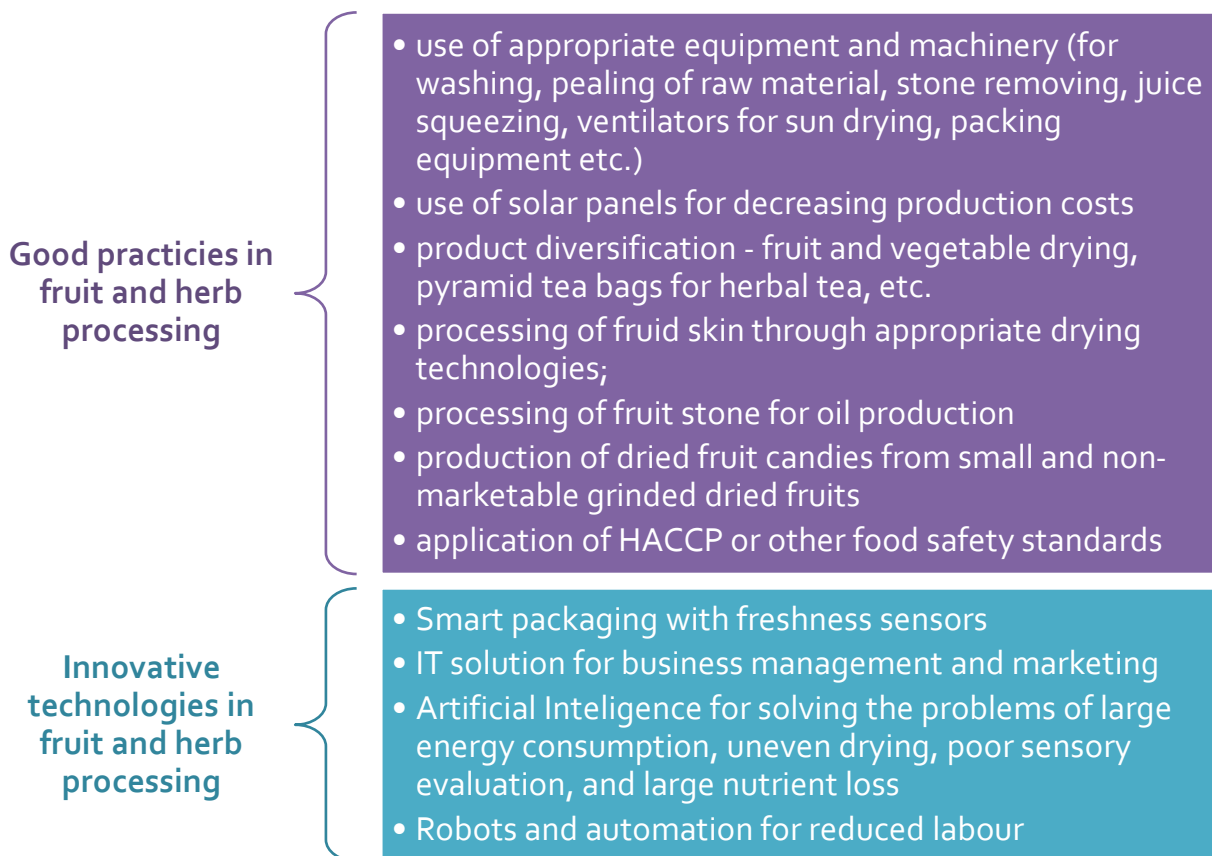 Good practicies in
fruit and herb
processing
• use of appropriate equipment and machinery (for
washing, pealing of raw material, stone removing, juice
squeezing, ventilators for sun drying, packing
equipment etc.)
• use of solar panels for decreasing production costs
• product diversification - fruit and vegetable drying,
pyramid tea bags for herbal tea, etc.
• processing of fruid skin through appropriate drying
technologies;
• processing of fruit stone for oil production
• production of dried fruit candies from small and non-
marketable grinded dried fruits
• application of HACCP or other food safety standards
Innovative
technologies in
fruit and herb
processing
• Smart packaging with freshness sensors
• IT solution for business management and marketing
• Artificial Inteligence for solving the problems of large
energy consumption, uneven drying, poor sensory
evaluation, and large nutrient loss
• Robots and automation for reduced labour